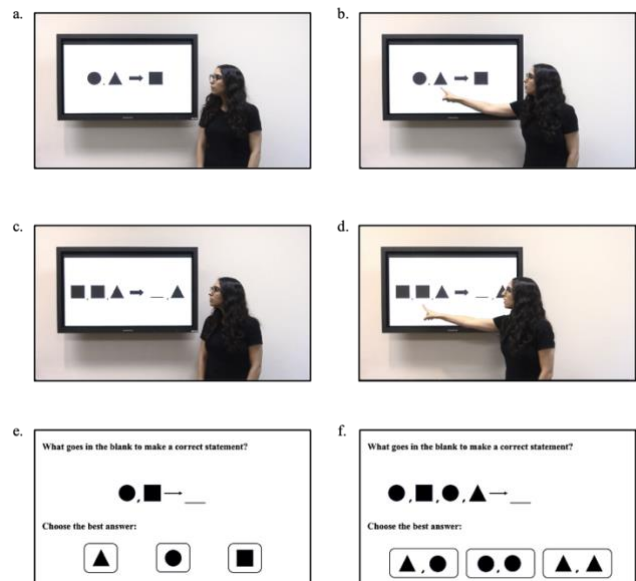 a.
b.
c.
d.
e.
What goes in the blank to make a correct statement?
Choose the best answer:
f.
What goes in the blank to make a correct statement?
Choose the best answer: